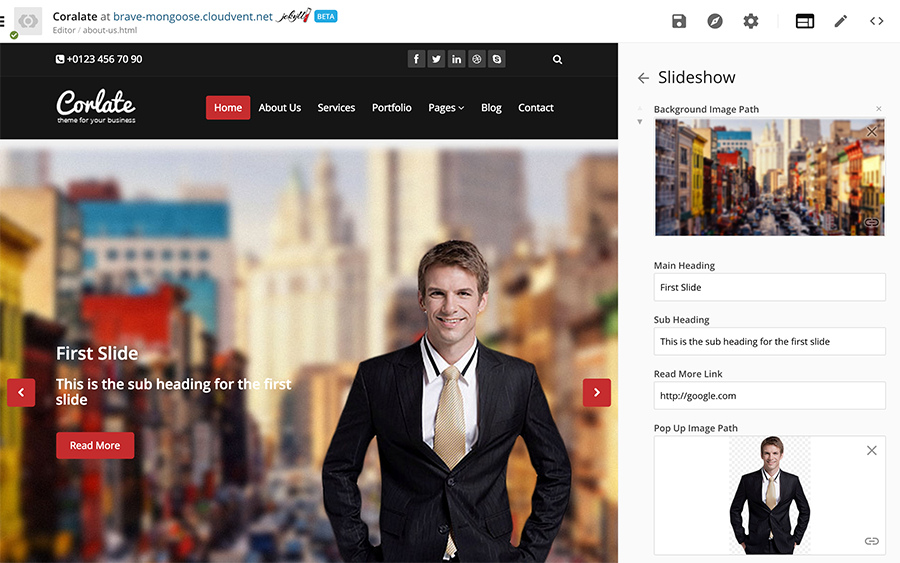 Coralate at brave-mongoose.cloudvent.net jekyll BETA
Editor / about-us.html
+0123 456 70 90
Corlate
theme for your business
Home About Us Services Portfolio Pages Blog Contact
First Slide
This is the sub heading for the first
slide
Read More
Slideshow
Background Image Path
Main Heading
First Slide
Sub Heading
This is the sub heading for the first slide
Read More Link
http://google.com
Pop Up Image Path